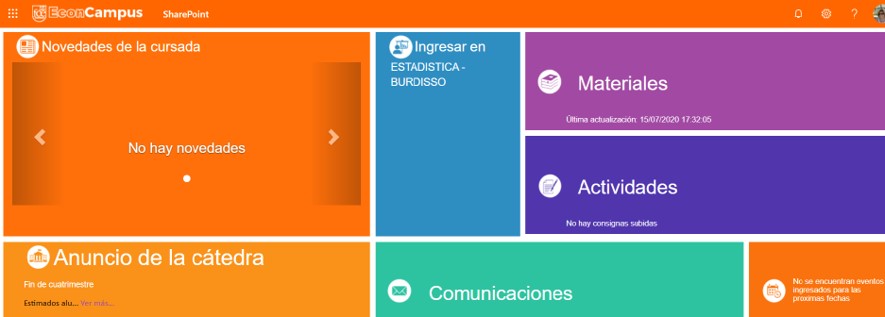 EconCampus SharePoint
?
Novedades de la cursada
No hay novedades
Ingresar en
ESTADISTICA -
BURDISSO
Materiales
Última actualización: 15/07/2020 17:32:05
Actividades
No hay consignas subidas
Anuncio de la cátedra
Fin de cuatrimestre
Estimados alu... Ver más...
Comunicaciones
No se encuentran eventos
ingresados para las
proximas fechas